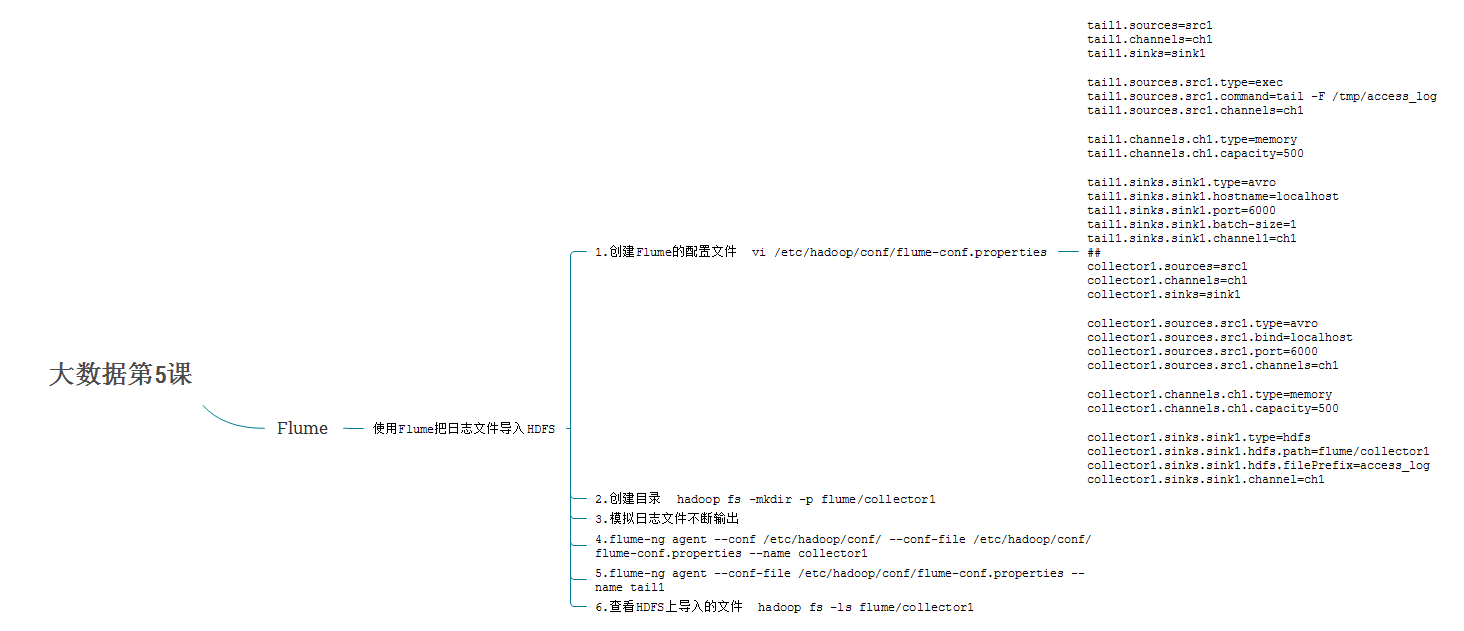 大数据第5课
Flume
使用Flume把日志文件导入HDFS
1.创建Flume的配置文件 vi /etc/hadoop/conf/flume-conf.properties
tail1.sources=src1
tail1.channels=ch1
tail1.sinks=sink1
tail1.sources.src1.type=exec
tail1.sources.src1.command=tail -F /tmp/access_log
tail1.sources.src1.channels=ch1
tail1.channels.ch1.type=memory
tail1.channels.ch1.capacity=500
tail1.sinks.sink1.type=avro
tail1.sinks.sink1.hostname=localhost
tail1.sinks.sink1.port=6000
tail1.sinks.sink1.batch-size=1
tail1.sinks.sink1.channel1=ch1
##
collector1.sources=src1
collector1.channels=ch1
collector1.sinks=sink1
collector1.sources.src1.type=avro
collector1.sources.src1.bind=localhost
collector1.sources.src1.port=6000
collector1.sources.src1.channels=ch1
collector1.channels.ch1.type=memory
collector1.channels.ch1.capacity=500
collector1.sinks.sink1.type=hdfs
collector1.sinks.sink1.hdfs.path=flume/collector1
collector1.sinks.sink1.hdfs.filePrefix=access_log
collector1.sinks.sink1.channel=ch1
2.创建目录 hadoop fs -mkdir -p flume/collector1
3.模拟日志文件不断输出
4.flume-ng agent --conf /etc/hadoop/conf/ --conf-file /etc/hadoop/conf/
flume-conf.properties --name collector1
5.flume-ng agent --conf-file /etc/hadoop/conf/flume-conf.properties --
name tail1
6.查看HDFS上导入的文件 hadoop fs -ls flume/collector1